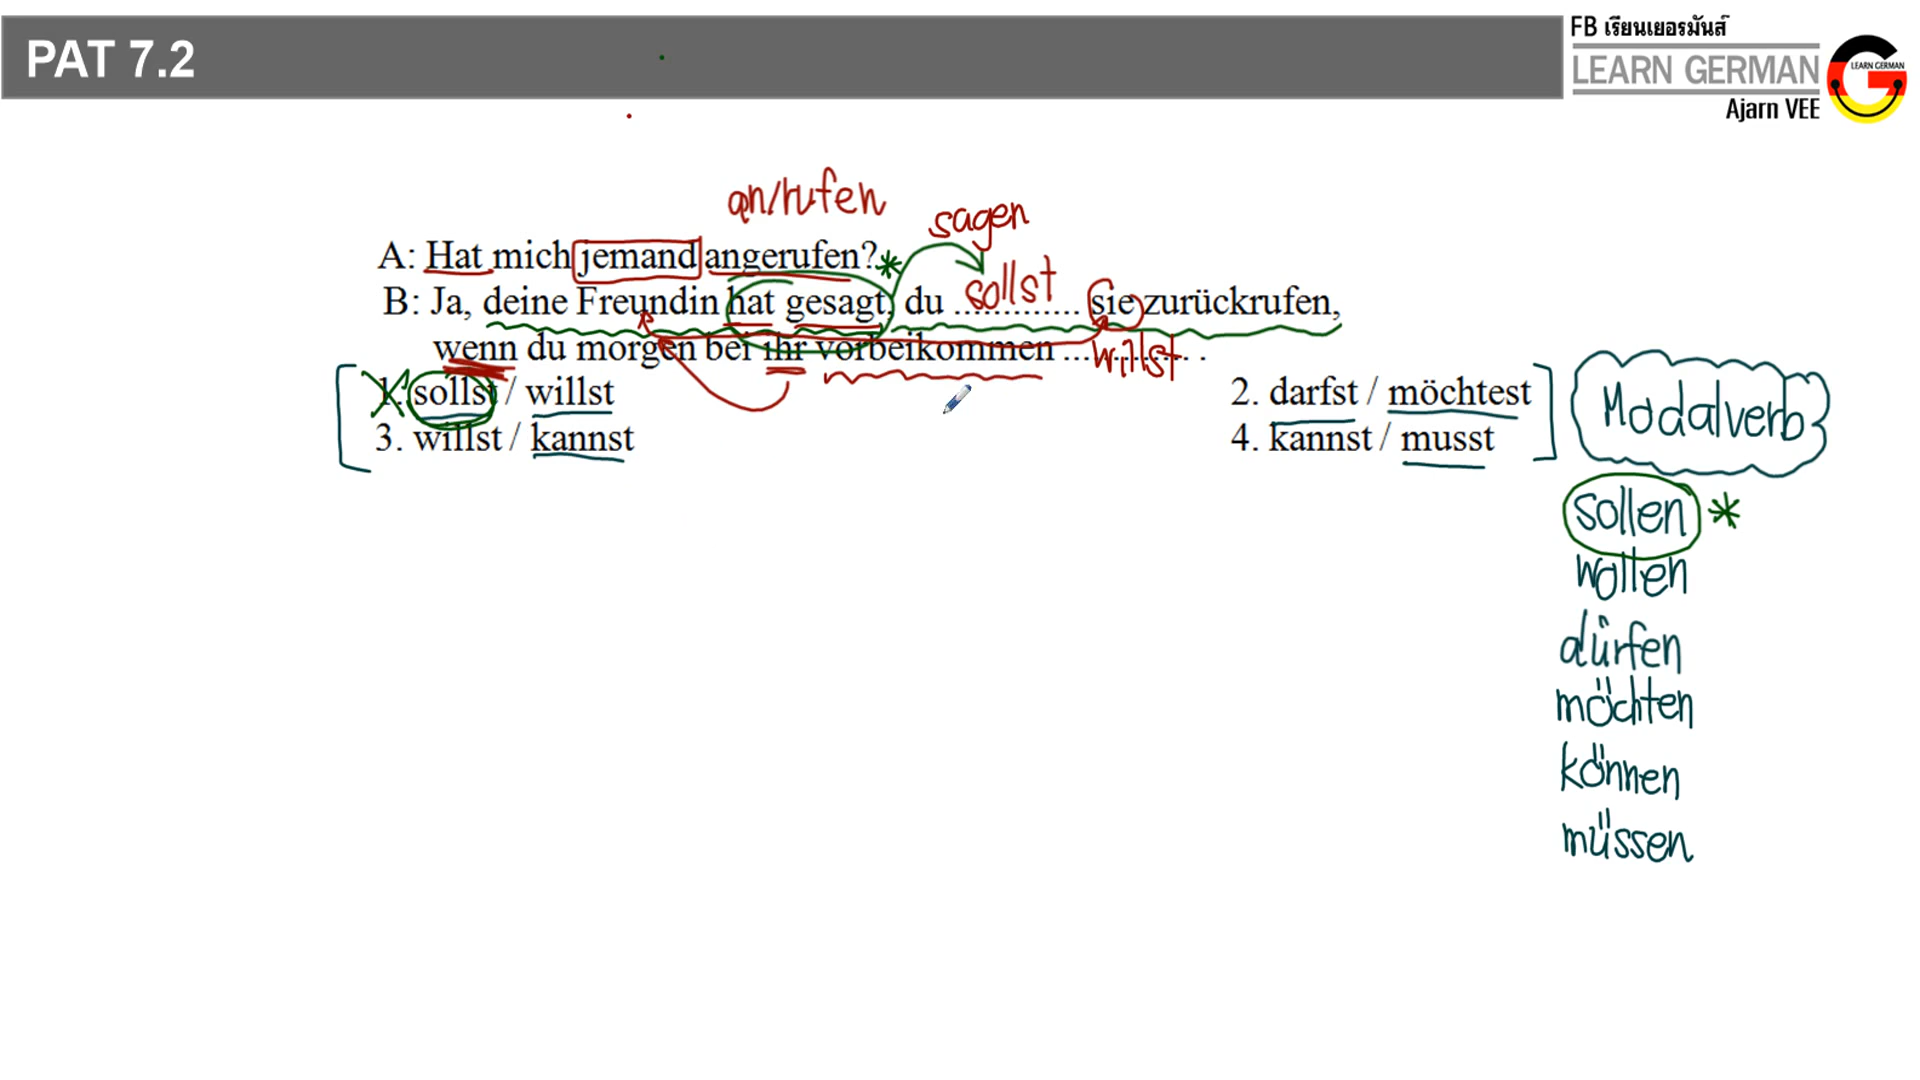 PAT 7.2
FB เรียนเยอรมันส์
LEARN GERMAN
Ajarn VEE
LEARN GERMAN
an/rufen
sagen
A: Hat mich jemand angerufen?*
B: Ja, deine Freundin hat gesagt, du ............. sollst sie zurückrufen,
wenn du morgen bei ihr vorbeikommen ............. willst .
1. sollst / willst
2. darfst / möchtest
3. willst / kannst
4. kannst / musst
Modalverb
sollen *
wollen
dürfen
möchten
können
müssen